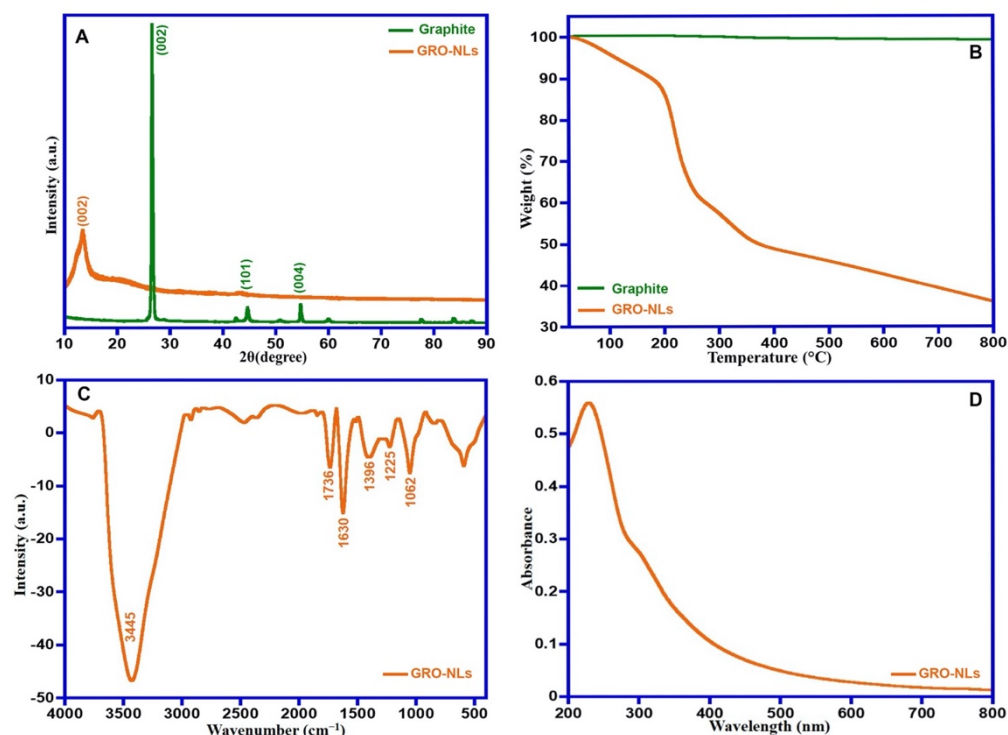 A
Graphite
GRO-NLs
(002)
(002)
(101)
(004)
Intensity (a.u.)
10 20 30 40 50 60 70 80 90
2θ(degree)
B
100
90
80
70
60
50
40
30
Weight (%)
Graphite
GRO-NLs
0 100 200 300 400 500 600 700 800
Temperature (°C)
C
10
0
-10
-20
-30
-40
-50
Intensity (a.u.)
3445
1736
1630
1396
1225
1062
GRO-NLs
4000 3500 3000 2500 2000 1500 1000 500
Wavenumber (cm⁻¹)
D
0.6
0.5
0.4
0.3
0.2
0.1
0
Absorbance
GRO-NLs
200 300 400 500 600 700 800
Wavelength (nm)